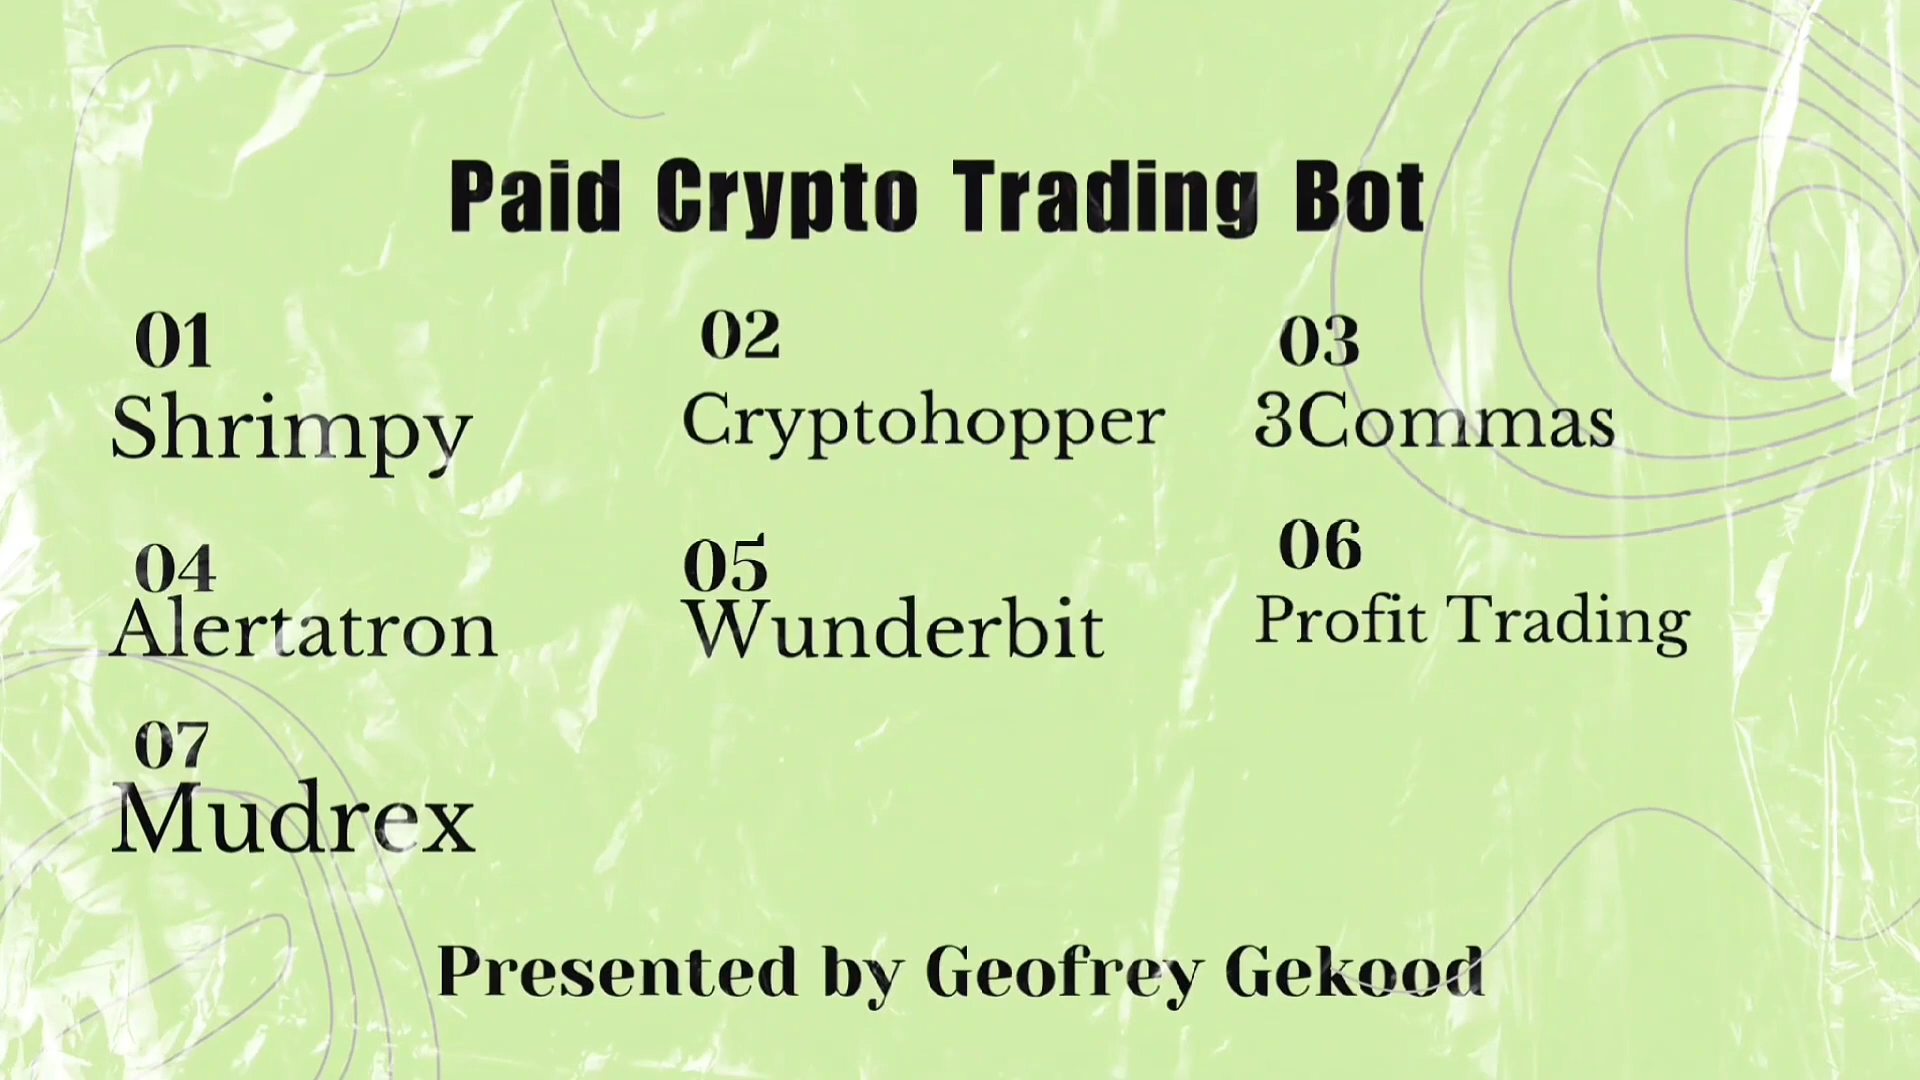 Paid Crypto Trading Bot
01
Shrimpy
02
Cryptohopper
03
3Commas
04
Alertatron
05
Wunderbit
06
Profit Trading
07
Mudrex
Presented by Geofrey Gekood